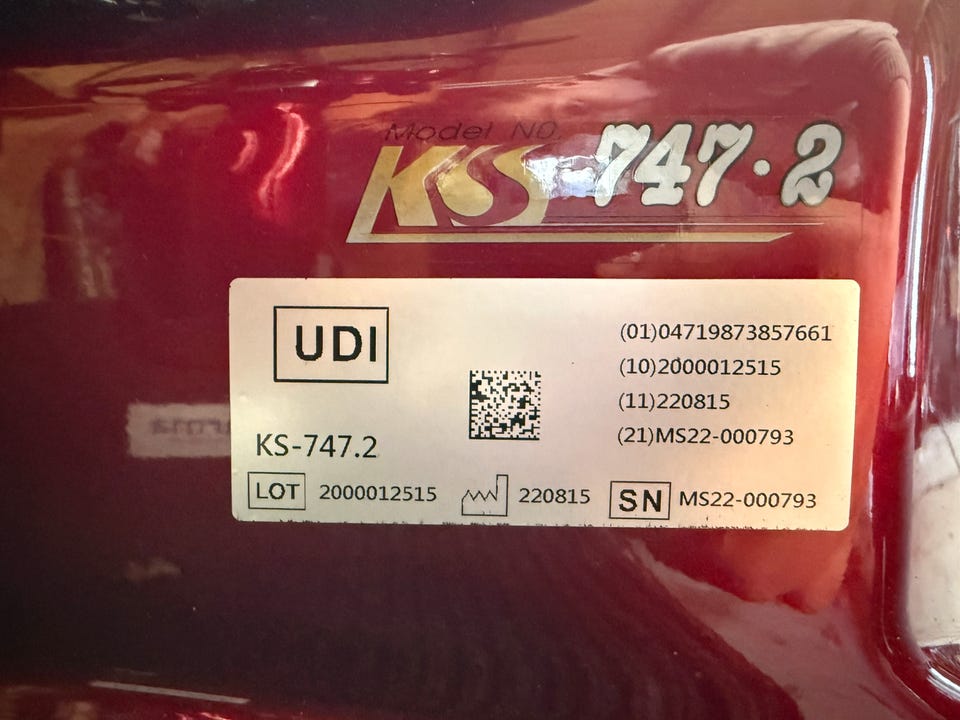 Model NO.
KS 747.2
UDI
(01)04719873857661
(10)2000012515
(11)220815
(21)MS22-000793
KS-747.2
LOT 2000012515 220815 SN MS22-000793